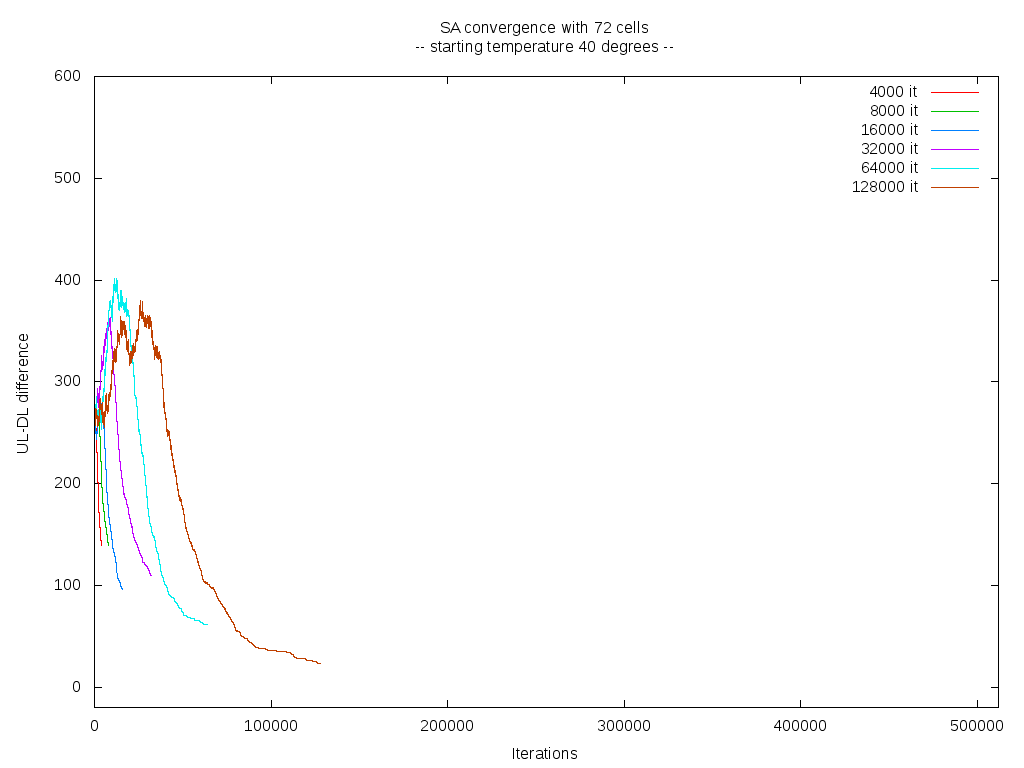 SA convergence with 72 cells
-- starting temperature 40 degrees --
600
500
400
300
200
100
0
UL-DL difference
4000 it
8000 it
16000 it
32000 it
64000 it
128000 it
0 100000 200000 300000 400000 500000
Iterations